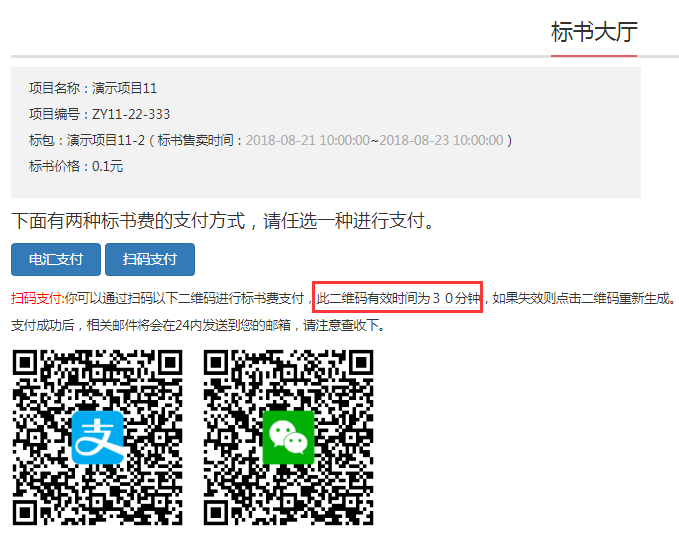 标书大厅
项目名称：演示项目11
项目编号：ZY11-22-333
标包：演示项目11-2（标书售卖时间：2018-08-21 10:00:00~2018-08-23 10:00:00）
标书价格：0.1元
下面有两种标书费的支付方式，请任选一种进行支付。
电汇支付 扫码支付
扫码支付:你可以通过扫码以下二维码进行标书费支付，此二维码有效时间为３０分钟，如果失效则点击二维码重新生成。
支付成功后，相关邮件将会在24内发送到您的邮箱，请注意查收下。
支